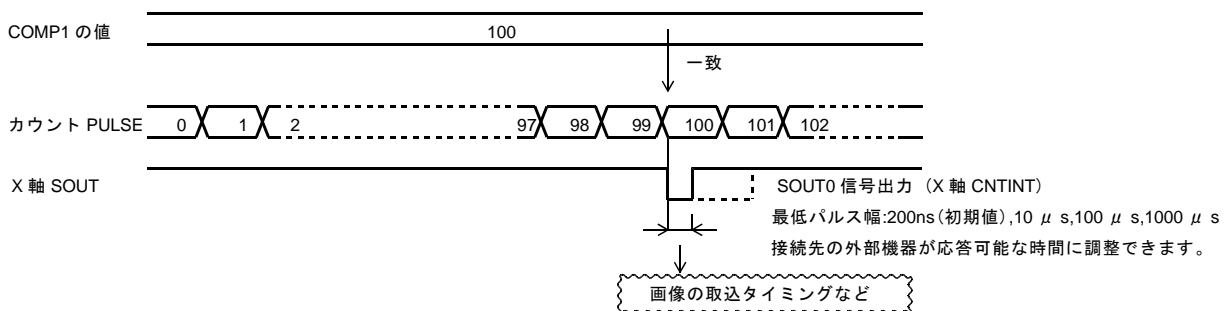 COMP1 の値
100
一致
カウント PULSE 0 1 2 97 98 99 100 101 102
X 軸 SOUT
SOUT0 信号出力（X 軸 CNTINT）
最低パルス幅:200ns(初期値),10 μ s,100 μ s,1000 μ s
接続先の外部機器が応答可能な時間に調整できます。
画像の取込タイミングなど